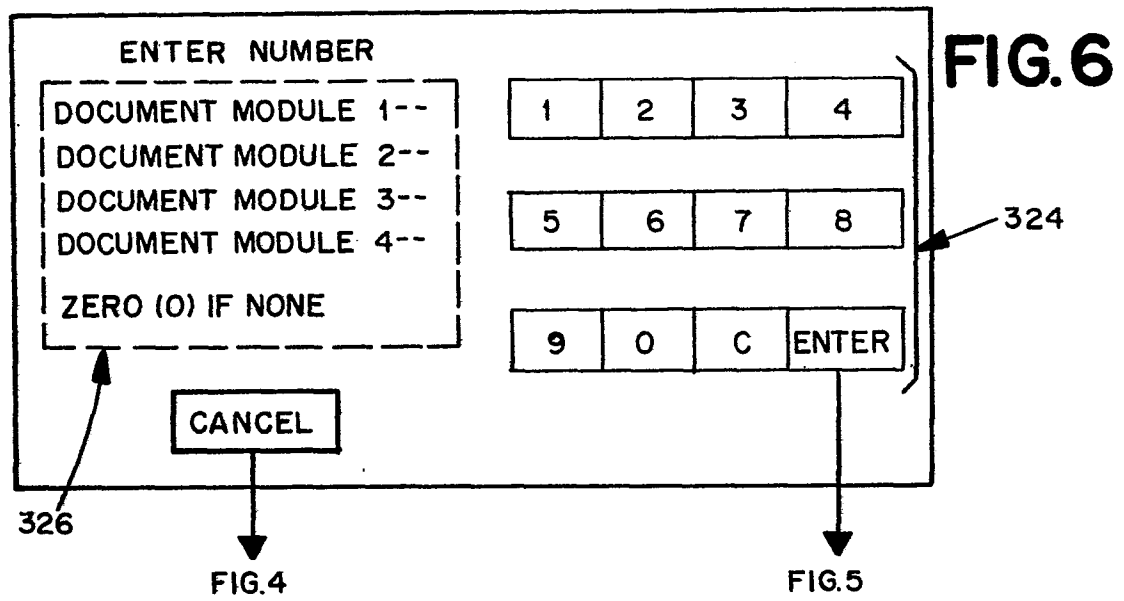 FIG.6
ENTER NUMBER
DOCUMENT MODULE 1--
DOCUMENT MODULE 2--
DOCUMENT MODULE 3--
DOCUMENT MODULE 4--
ZERO (0) IF NONE
1 2 3 4
5 6 7 8
9 0 C ENTER
324
CANCEL
326
FIG.4
FIG.5